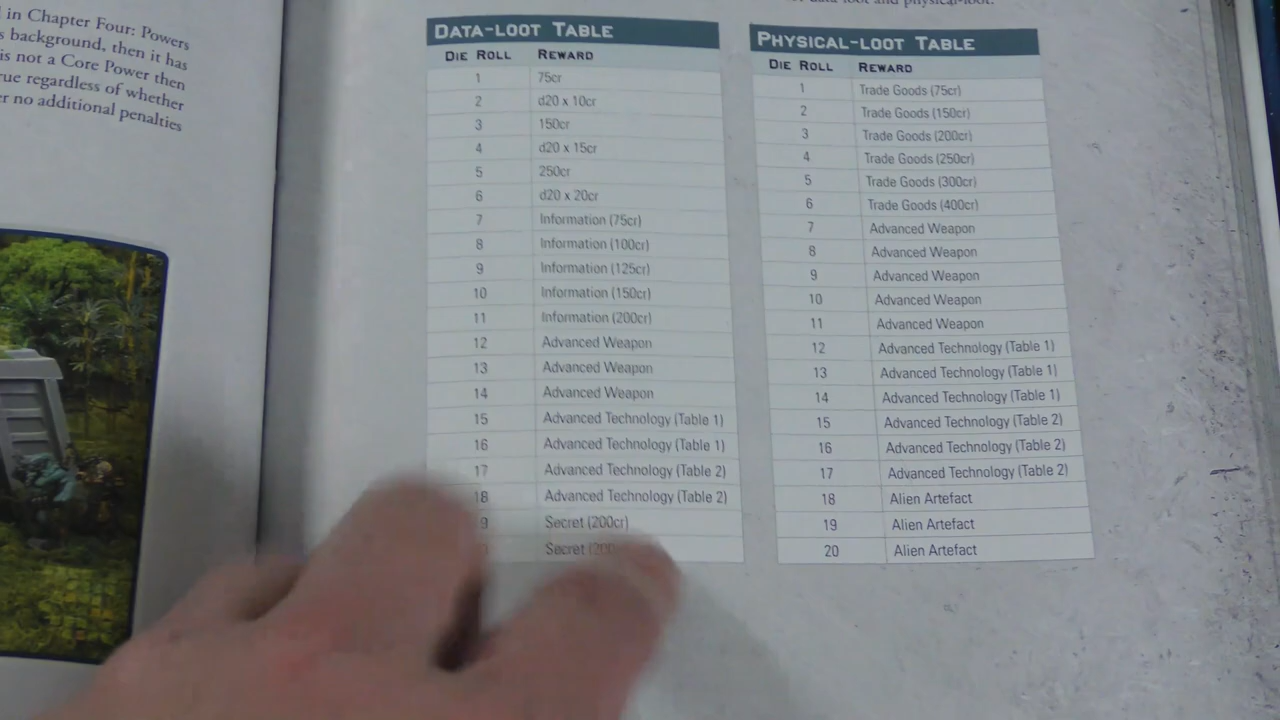 in Chapter Four: Powers
s background, then it has
is not a Core Power then
rue regardless of whether
er no additional penalties
data-loot and physical-loot.
DATA-LOOT TABLE
DIE ROLL REWARD
1 75cr
2 d20 x 10cr
3 150cr
4 d20 x 15cr
5 250cr
6 d20 x 20cr
7 Information (75cr)
8 Information (100cr)
9 Information (125cr)
10 Information (150cr)
11 Information (200cr)
12 Advanced Weapon
13 Advanced Weapon
14 Advanced Weapon
15 Advanced Technology (Table 1)
16 Advanced Technology (Table 1)
17 Advanced Technology (Table 2)
18 Advanced Technology (Table 2)
9 Secret (200cr)
Secret (200
PHYSICAL-LOOT TABLE
DIE ROLL REWARD
1 Trade Goods (75cr)
2 Trade Goods (150cr)
3 Trade Goods (200cr)
4 Trade Goods (250cr)
5 Trade Goods (300cr)
6 Trade Goods (400cr)
7 Advanced Weapon
8 Advanced Weapon
9 Advanced Weapon
10 Advanced Weapon
11 Advanced Weapon
12 Advanced Technology (Table 1)
13 Advanced Technology (Table 1)
14 Advanced Technology (Table 1)
15 Advanced Technology (Table 2)
16 Advanced Technology (Table 2)
17 Advanced Technology (Table 2)
18 Alien Artefact
19 Alien Artefact
20 Alien Artefact